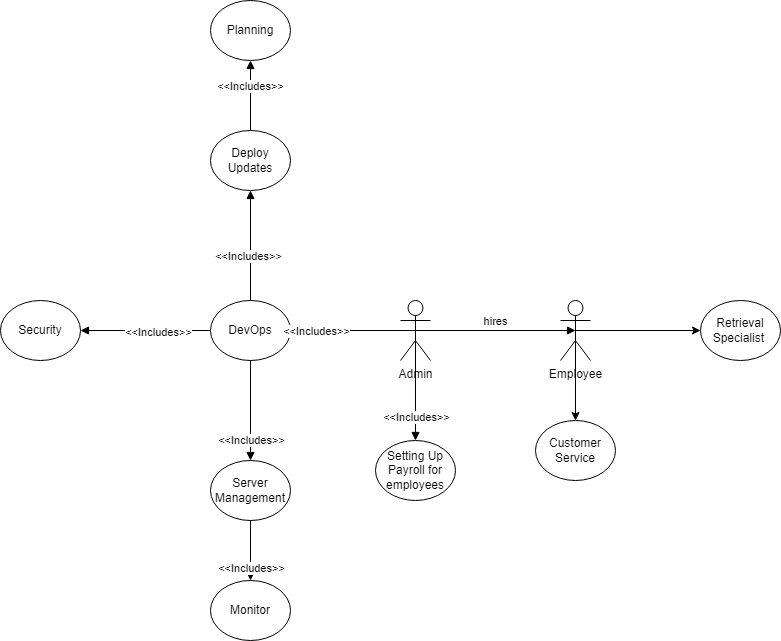 Planning
<<Includes>>
Deploy
Updates
<<Includes>>
Security
<<Includes>>
DevOps
<<Includes>>
hires
Retrieval
Specialist
Admin
Employee
<<Includes>>
<<Includes>>
Setting Up
Payroll for
employees
Customer
Service
Server
Management
<<Includes>>
Monitor